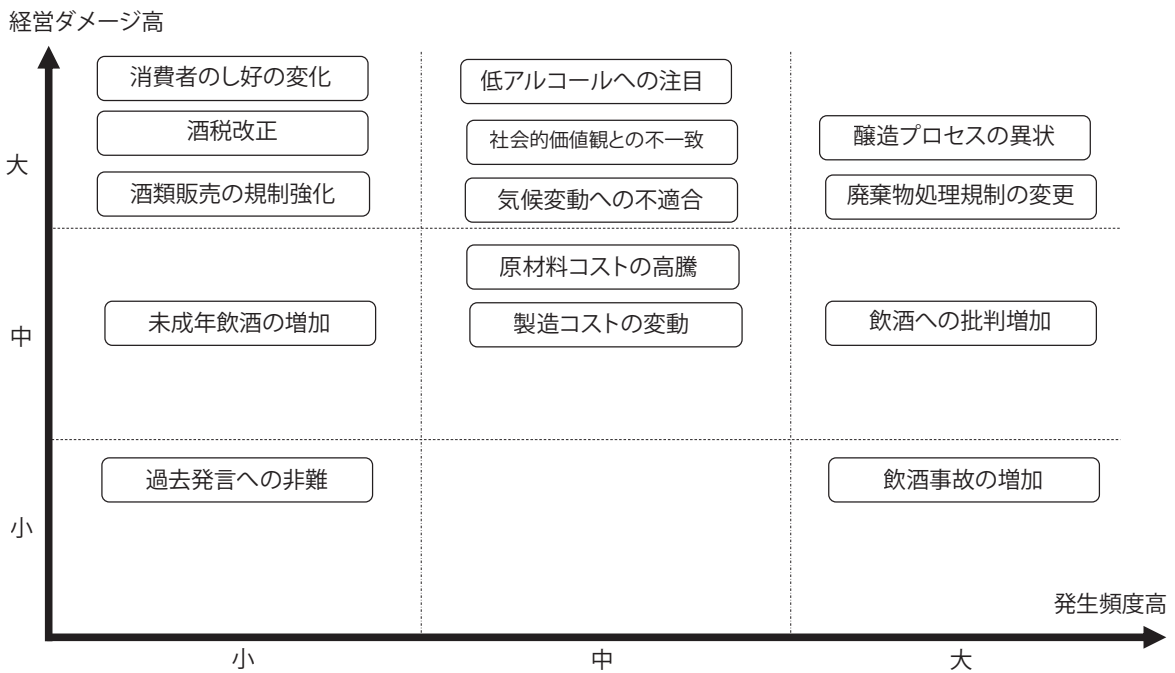 経営ダメージ高
消費者のし好の変化
低アルコールへの注目
酒税改正
社会的価値観との不一致
醸造プロセスの異状
大
酒類販売の規制強化
気候変動への不適合
廃棄物処理規制の変更
原材料コストの高騰
中
未成年飲酒の増加
製造コストの変動
飲酒への批判増加
過去発言への非難
飲酒事故の増加
小
発生頻度高
小
中
大